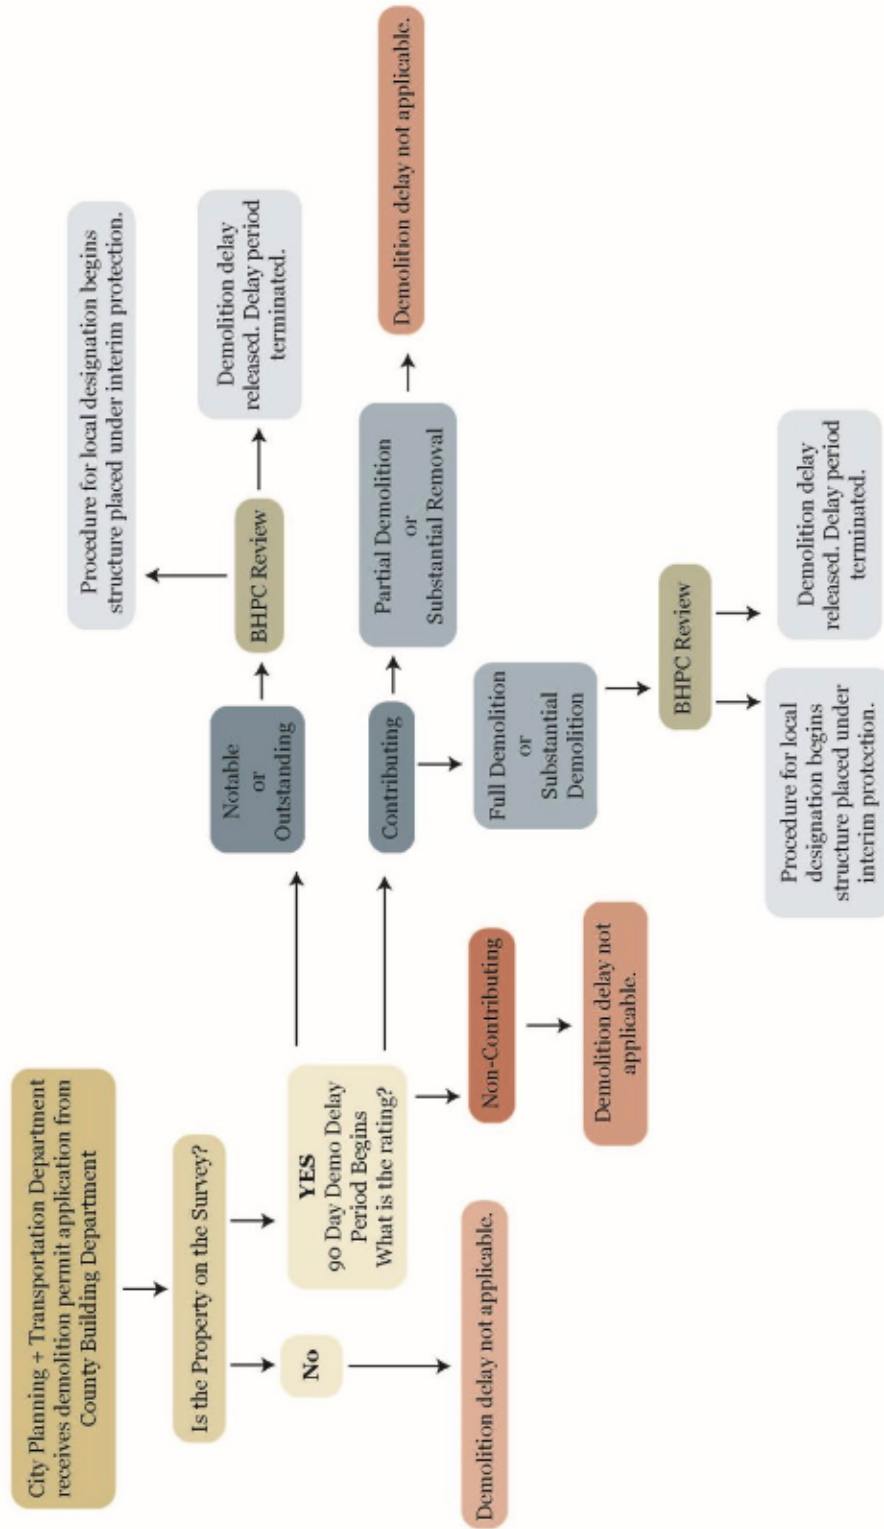 City Planning + Transportation Department
receives demolition permit application from
County Building Department
Is the Property on the Survey?
No
Demolition delay not applicable.
YES
90 Day Demo Delay
Period Begins
What is the rating?
Non-Contributing
Demolition delay not
applicable.
Notable
or
Outstanding
BHPC Review
Procedure for local designation begins
structure placed under interim protection.
Demolition delay
released. Delay period
terminated.
Contributing
Partial Demolition
or
Substantial Removal
Demolition delay not applicable.
Full Demolition
or
Substantial
Demolition
BHPC Review
Procedure for local
designation begins
structure placed under
interim protection.
Demolition delay
released. Delay period
terminated.